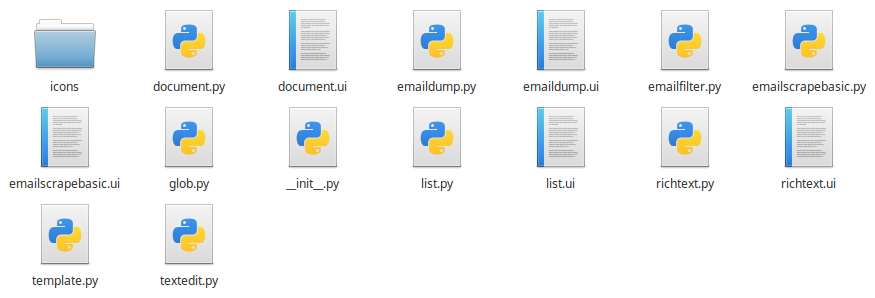 icons document.py document.ui emaildump.py emaildump.ui emailfilter.py emailscrapebasic.py
emailscrapebasic.ui glob.py __init__.py list.py list.ui richtext.py richtext.ui
template.py textedit.py